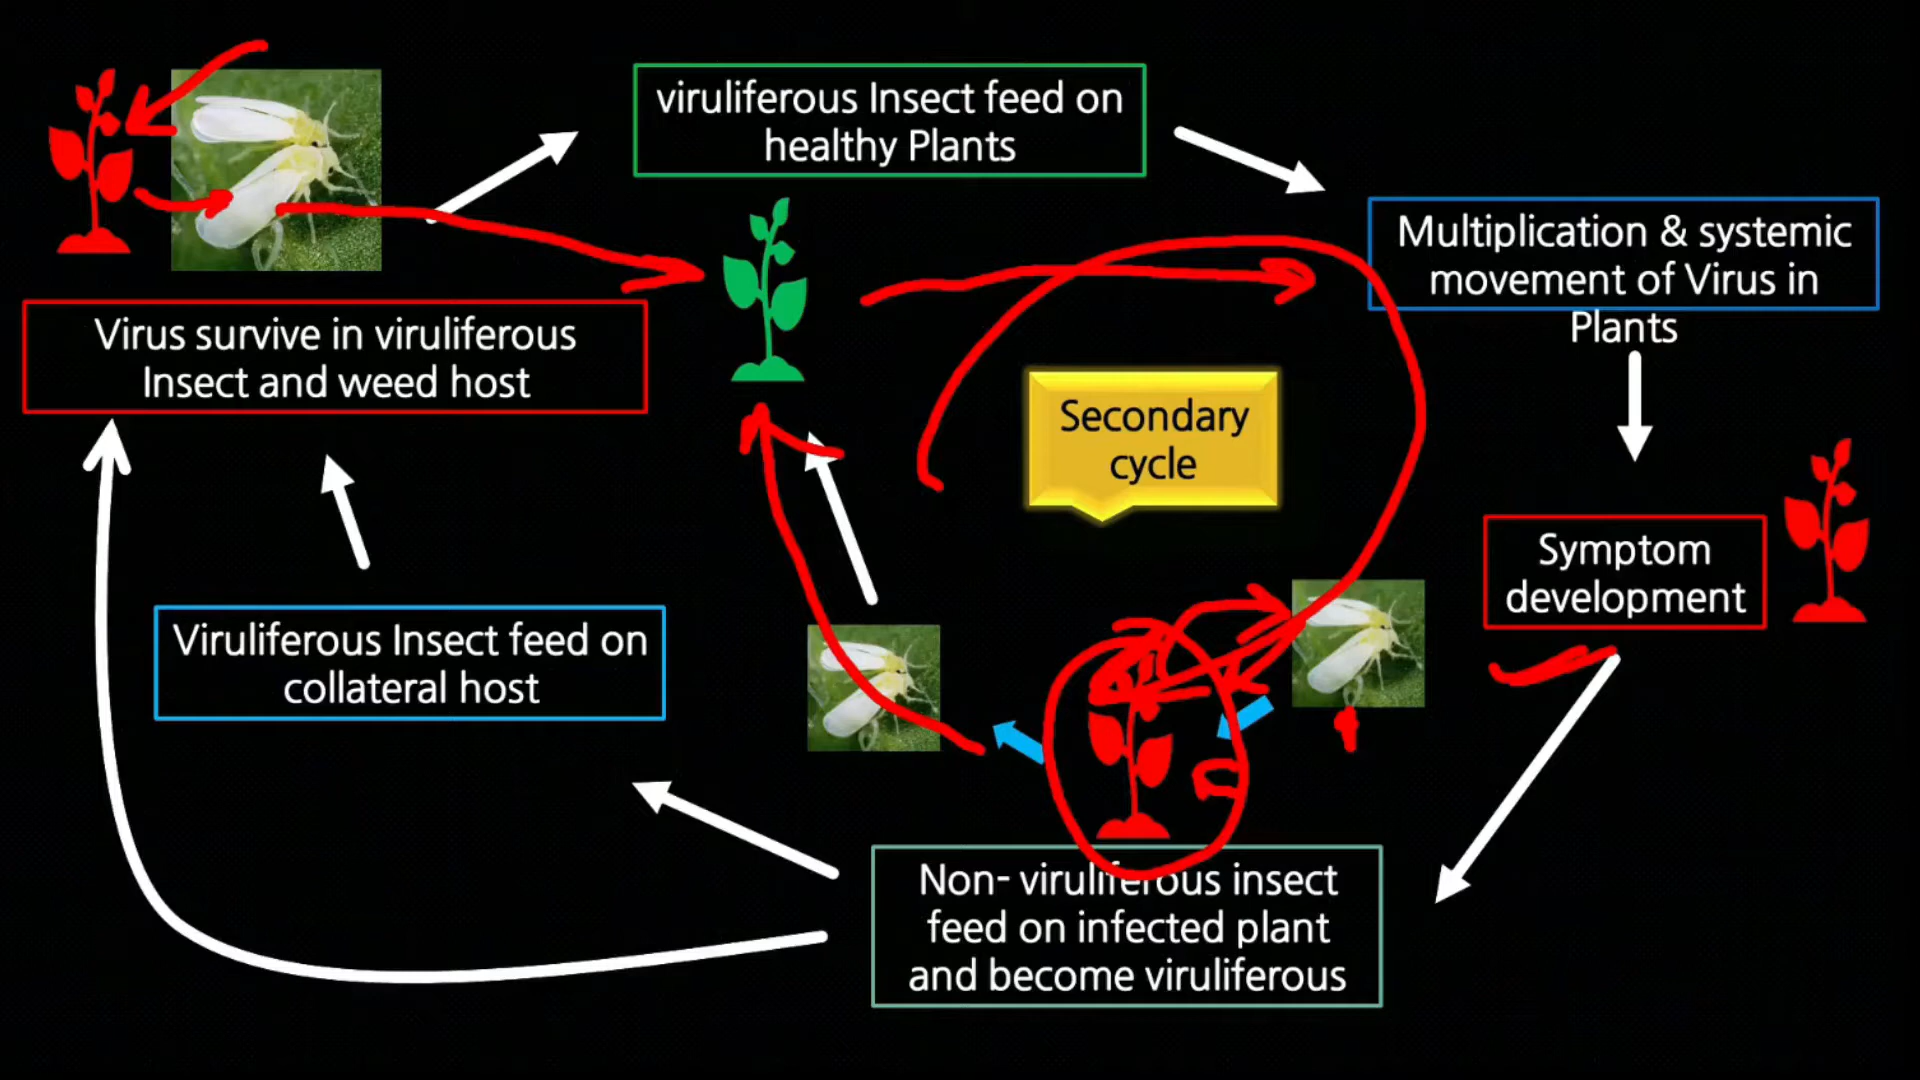 viruliferous Insect feed on
healthy Plants
Multiplication & systemic
movement of Virus in
Plants
Virus survive in viruliferous
Insect and weed host
Secondary
cycle
Symptom
development
Viruliferous Insect feed on
collateral host
Non- viruliferous insect
feed on infected plant
and become viruliferous